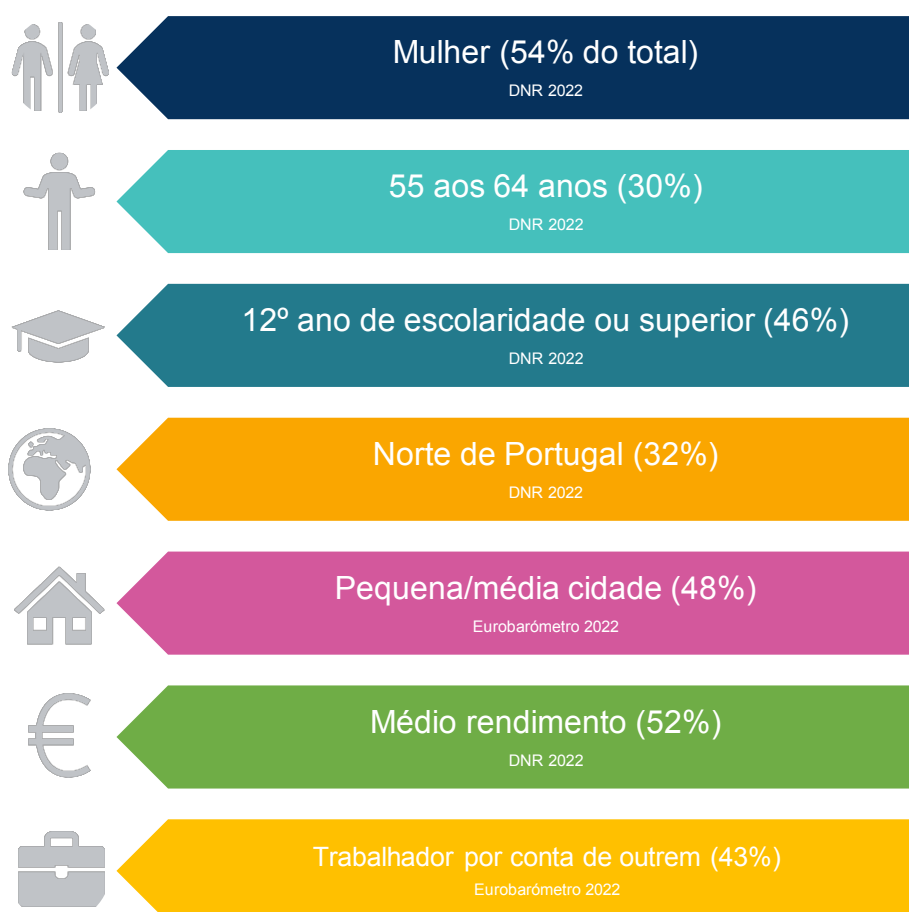 Mulher (54% do total)
DNR 2022
55 aos 64 anos (30%)
DNR 2022
12º ano de escolaridade ou superior (46%)
DNR 2022
Norte de Portugal (32%)
DNR 2022
Pequena/média cidade (48%)
Eurobarómetro 2022
Médio rendimento (52%)
DNR 2022
Trabalhador por conta de outrem (43%)
Eurobarómetro 2022